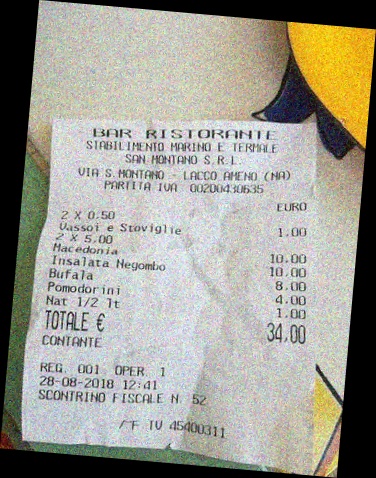 BAR RISTORANTE
STABILIMENTO MARINO E TERMALE
SAN MONTANO S.R.L.
VIA S.MONTANO - LACCO AMENO (NA)
PARTITA IVA 00200430635
EURO
2 X 0.50
Vassoi e Stoviglie 1.00
2 X 5.00
Macedonia 10.00
Insalata Negombo 10.00
Bufala 8.00
Pomodorini 4.00
Nat 1/2 lt 1.00
TOTALE € 34,00
CONTANTE
REG. 001 OPER. 1
28-08-2018 12:41
SCONTRINO FISCALE N. 52
/F IV 45400311